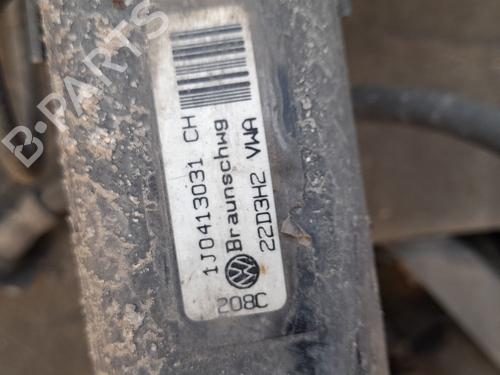 1J0413031 CH
Braunschwg
22D3H2 VWA
208C
B-PARTS